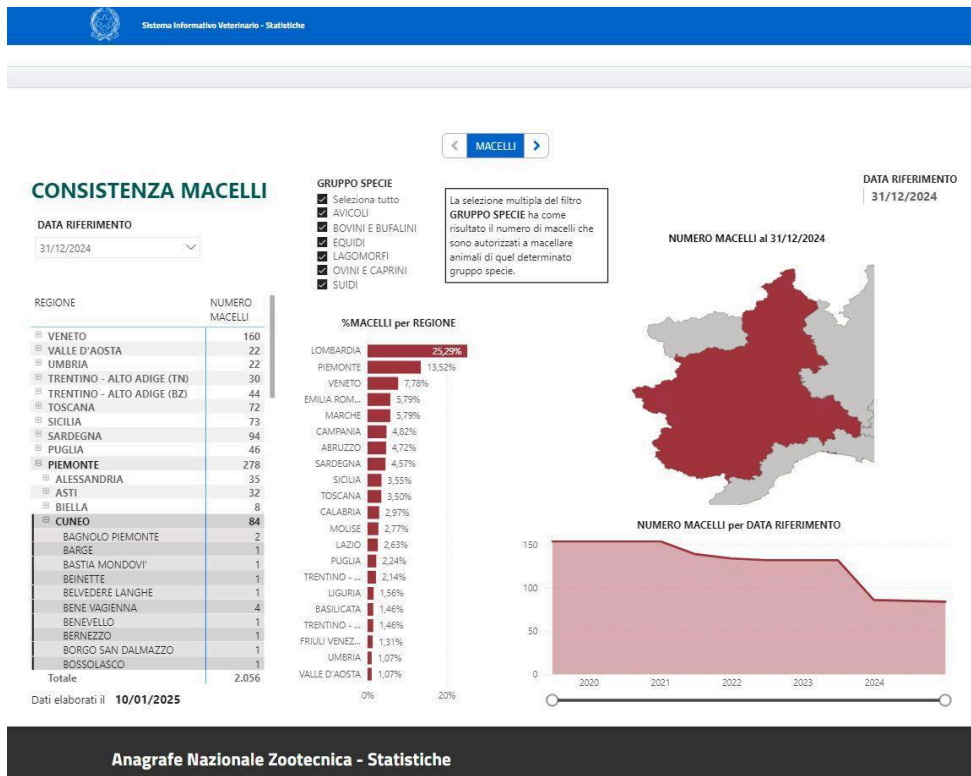 Sistema Informativo Veterinario - Statistiche
MACELLI
CONSISTENZA MACELLI
DATA RIFERIMENTO
31/12/2024
GRUPPO SPECIE
Seleziona tutto
AVICOLI
BOVINI E BUFALINI
EQUIDI
LAGOMORFI
OVINI E CAPRINI
SUIDI
La selezione multipla del filtro
GRUPPO SPECIE ha come
risultato il numero di macelli che
sono autorizzati a macellare
animali di quel determinato
gruppo specie.
DATA RIFERIMENTO
31/12/2024
REGIONE NUMERO
MACELLI
VENETO 160
VALLE D'AOSTA 22
UMBRIA 22
TRENTINO - ALTO ADIGE (TN) 30
TRENTINO - ALTO ADIGE (BZ) 44
TOSCANA 72
SICILIA 73
SARDEGNA 94
PUGLIA 46
PIEMONTE 278
ALESSANDRIA 35
ASTI 32
BIELLA 8
CUNEO 84
BAGNOLO PIEMONTE 2
BARGE 1
BASTIA MONDOVI' 1
BEINETTE 1
BELVEDERE LANGHE 1
BENE VAGIENNA 4
BENEVELLO 1
BERNEZZO 1
BORGO SAN DALMAZZO 1
BOSSOLASCO 1
Totale 2.056
Dati elaborati il 10/01/2025
%MACELLI per REGIONE
LOMBARDIA 25,29%
PIEMONTE 13,52%
VENETO 7,78%
EMILIA ROM... 5,79%
MARCHE 5,79%
CAMPANIA 4,82%
ABRUZZO 4,72%
SARDEGNA 4,57%
SICILIA 3,55%
TOSCANA 3,50%
CALABRIA 2,97%
MOLISE 2,77%
LAZIO 2,63%
PUGLIA 2,24%
TRENTINO - ... 2,14%
LIGURIA 1,56%
BASILICATA 1,46%
TRENTINO - ... 1,46%
FRIULI VENEZ... 1,31%
UMBRIA 1,07%
VALLE D'AOSTA 1,07%
0% 20%
NUMERO MACELLI al 31/12/2024
NUMERO MACELLI per DATA RIFERIMENTO
150
100
50
0
2020 2021 2022 2023 2024
Anagrafe Nazionale Zootecnica - Statistiche